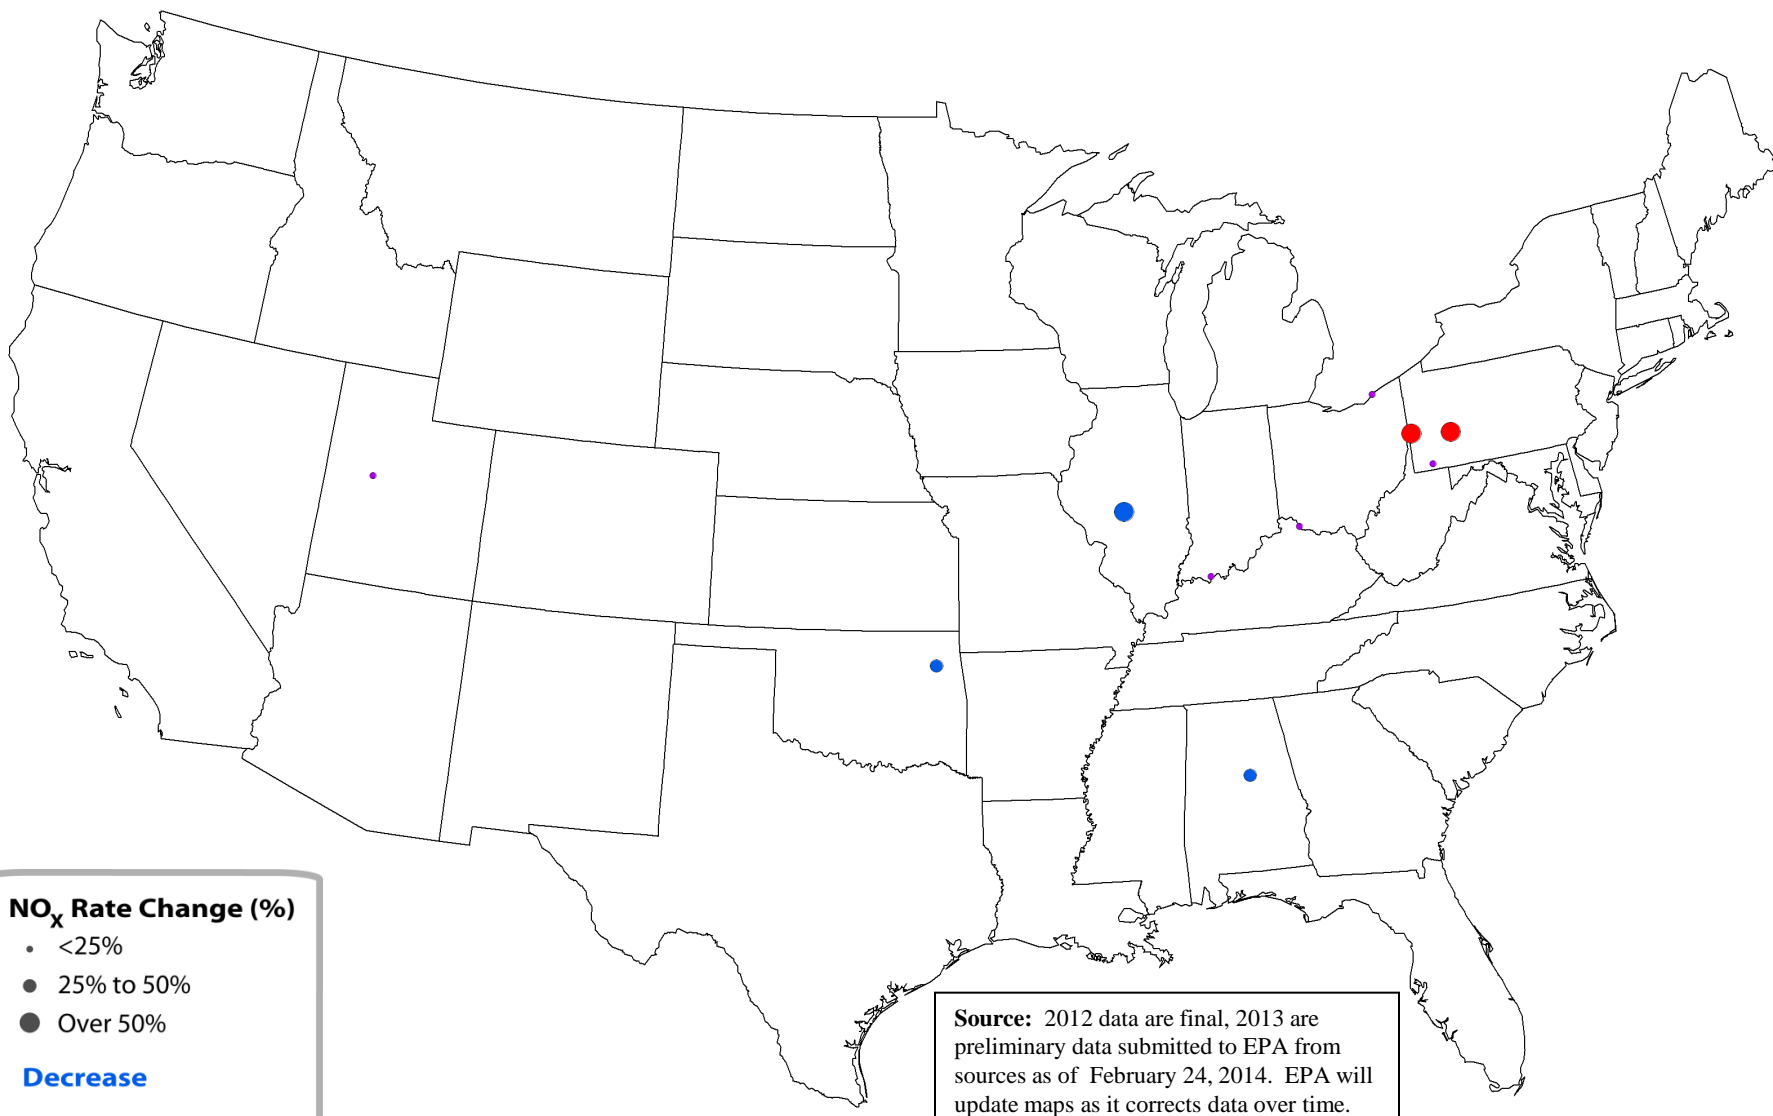 NOX Rate Change (%)
<25%
25% to 50%
Over 50%
Decrease
Source: 2012 data are final, 2013 are
preliminary data submitted to EPA from
sources as of February 24, 2014. EPA will
update maps as it corrects data over time.